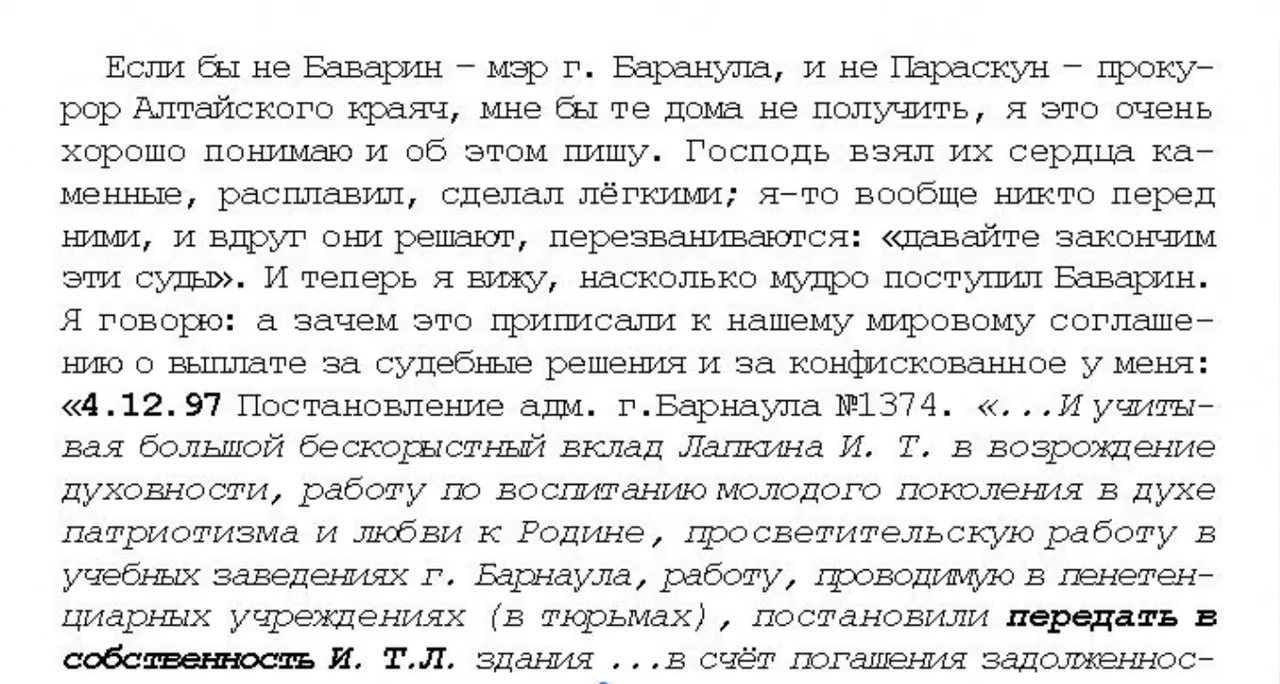 Если бы не Баварин – мэр г. Баранула, и не Параскун – проку-
рор Алтайского краяч, мне бы те дома не получить, я это очень
хорошо понимаю и об этом пишу. Господь взял их сердца ка-
менные, расплавил, сделал лёгкими; я-то вообще никто перед
ними, и вдруг они решают, перезваниваются: «давайте закончим
эти суды». И теперь я вижу, насколько мудро поступил Баварин.
Я говорю: а зачем это приписали к нашему мировому соглаше-
нию о выплате за судебные решения и за конфискованное у меня:
«4.12.97 Постановление адм. г.Барнаула №1374. «...И учиты-
вая большой бескорыстный вклад Лапкина И. Т. в возрождение
духовности, работу по воспитанию молодого поколения в духе
патриотизма и любви к Родине, просветительскую работу в
учебных заведениях г. Барнаула, работу, проводимую в пенетен-
циарных учреждениях (в тюрьмах), постановили передать в
собственность И. Т.Л. здания ...в счёт погашения задолженнос-